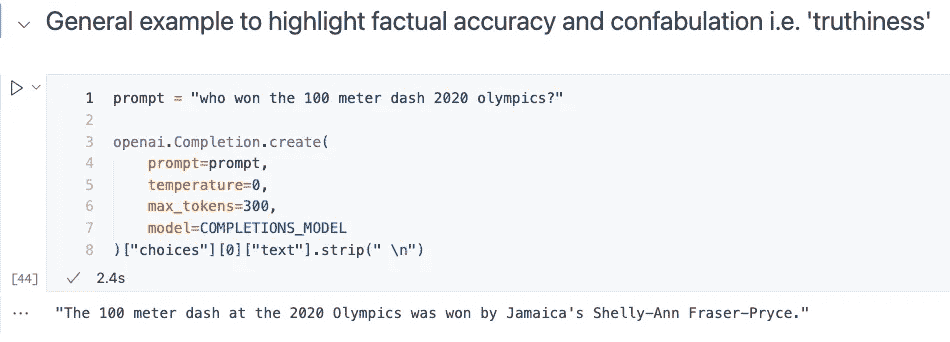 General example to highlight factual accuracy and confabulation i.e. 'truthiness'
1 prompt = "who won the 100 meter dash 2020 olympics?"
2
3 openai.Completion.create(
4     prompt=prompt,
5     temperature=0,
6     max_tokens=300,
7     model=COMPLETIONS_MODEL
8 )["choices"][0]["text"].strip(" \n")
[44] ✓ 2.4s
... "The 100 meter dash at the 2020 Olympics was won by Jamaica's Shelly-Ann Fraser-Pryce."